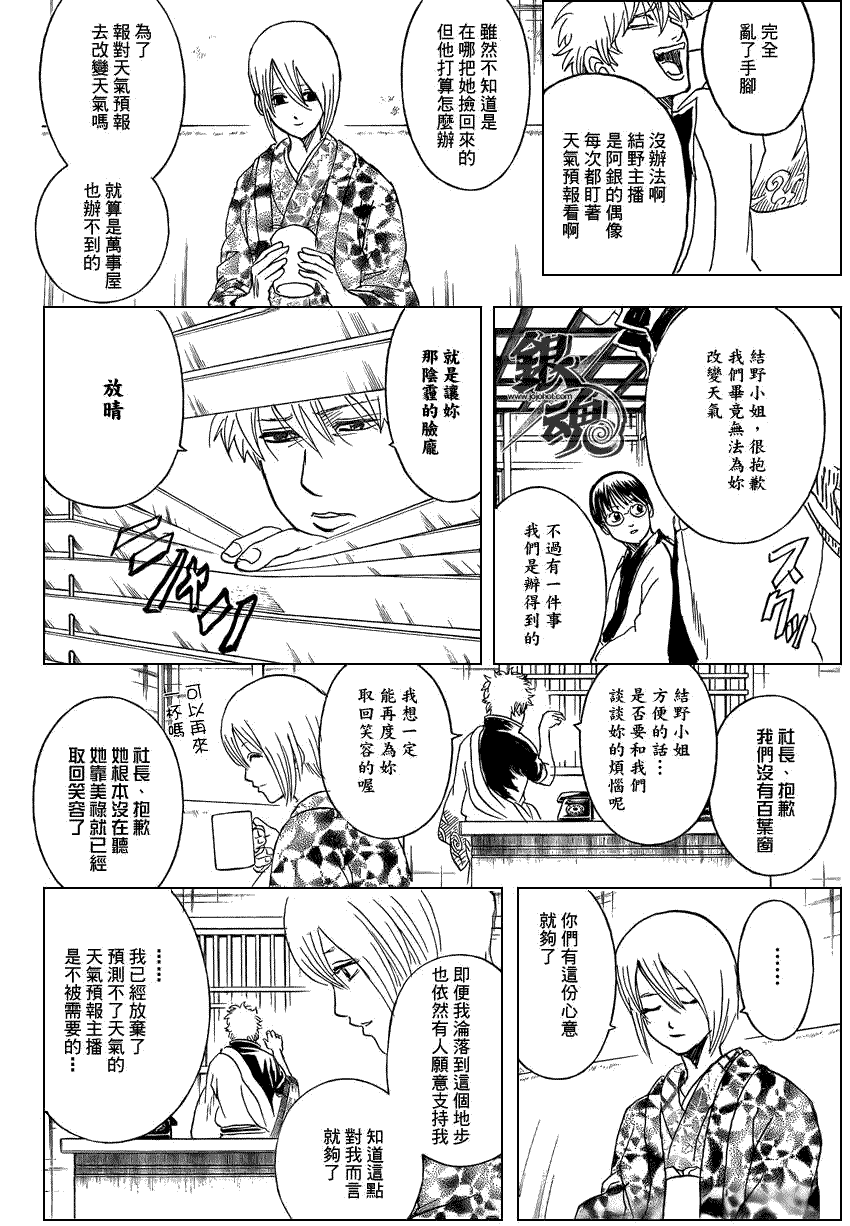 完全
亂了手腳
沒辦法啊
結野主播
是阿銀的偶像
每次都盯著
天氣預報看啊
雖然不知道是
在哪把她撿回來的
但他打算怎麼辦
為了
報對天氣預報
去改變天氣嗎
就算是萬事屋
也辦不到的
結野小姐，很抱歉
我們畢竟無法為妳
改變天氣
銀魂
www.jojohot.com
スクッ
不過有一件事
我們是辦得到的
就是讓妳
那陰霾的臉龐
放晴
社長、抱歉
我們沒有百葉窗
結野小姐
方便的話…
是否要和我們
談談妳的煩惱呢
我想一定
能再度為妳
取回笑容的喔
可以再來
一杯嗎
社長、抱歉
她根本沒在聽
她靠美祿就已經
取回笑容了
……
你們有這份心意
就夠了
即便我淪落到這個地步
也依然有人願意支持我
知道這點
對我而言
就夠了
……
我已經放棄了
預測不了天氣的
天氣預報主播
是不被需要的…